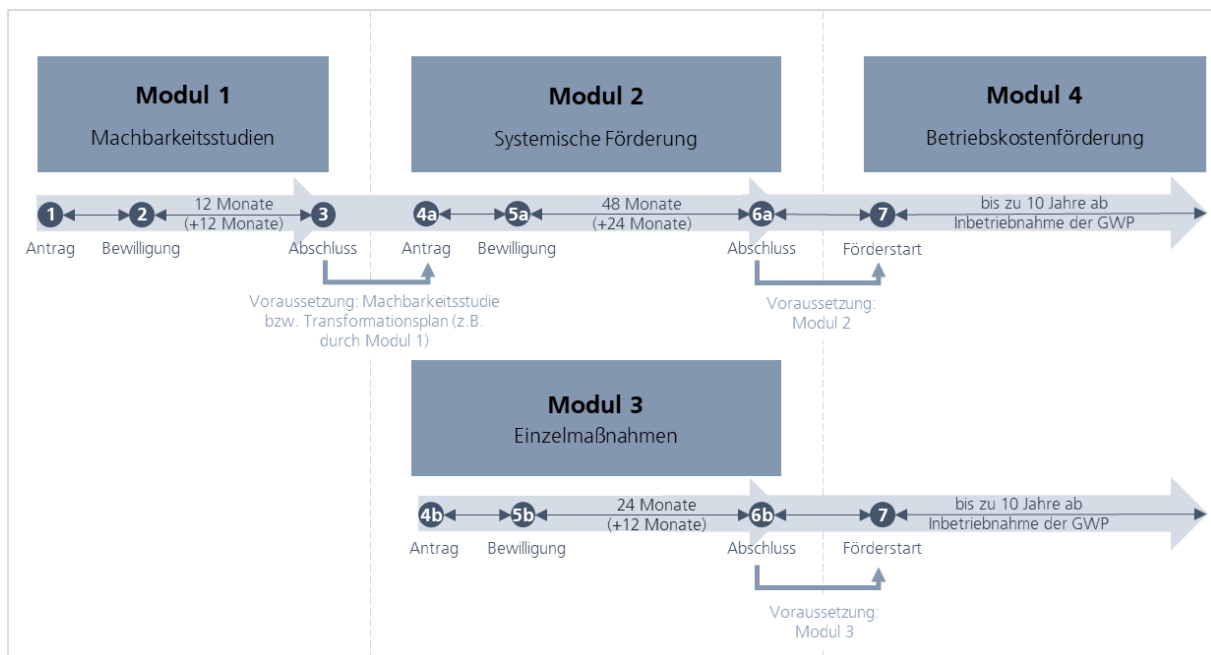 Modul 1
Machbarkeitsstudien
Modul 2
Systemische Förderung
Modul 4
Betriebskostenförderung
1
2
12 Monate
(+12 Monate)
3
4a
5a
48 Monate
(+24 Monate)
6a
7
bis zu 10 Jahre ab
Inbetriebnahme der GWP
Antrag
Bewilligung
Abschluss
Antrag
Bewilligung
Abschluss
Förderstart
Voraussetzung: Machbarkeitsstudie
bzw. Transformationsplan (z.B.
durch Modul 1)
Voraussetzung:
Modul 2
Modul 3
Einzelmaßnahmen
4b
5b
24 Monate
(+12 Monate)
6b
7
bis zu 10 Jahre ab
Inbetriebnahme der GWP
Antrag
Bewilligung
Abschluss
Förderstart
Voraussetzung:
Modul 3